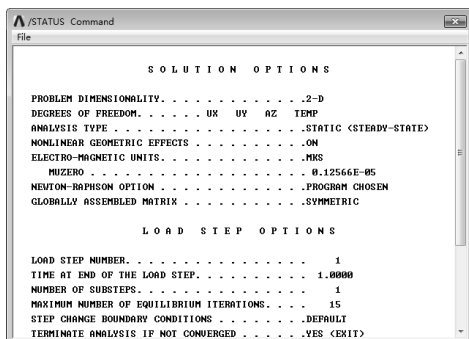 /STATUS Command
File
S O L U T I O N   O P T I O N S
PROBLEM DIMENSIONALITY. . . . . . . . . . . . .2-D
DEGREES OF FREEDOM. . . . . . UX   UY   AZ   TEMP
ANALYSIS TYPE . . . . . . . . . . . . . . . . .STATIC (STEADY-STATE)
NONLINEAR GEOMETRIC EFFECTS . . . . . . . . . .ON
ELECTRO-MAGNETIC UNITS. . . . . . . . . . . . .MKS
MUZERO . . . . . . . . . . . . . . . . . . . 0.12566E-05
NEWTON-RAPHSON OPTION . . . . . . . . . . . . .PROGRAM CHOSEN
GLOBALLY ASSEMBLED MATRIX . . . . . . . . . . .SYMMETRIC
L O A D   S T E P   O P T I O N S
LOAD STEP NUMBER. . . . . . . . . . . . . . . .     1
TIME AT END OF THE LOAD STEP. . . . . . . . . .  1.0000
NUMBER OF SUBSTEPS. . . . . . . . . . . . . . .     1
MAXIMUM NUMBER OF EQUILIBRIUM ITERATIONS. . . .    15
STEP CHANGE BOUNDARY CONDITIONS . . . . . . . .DEFAULT
TERMINATE ANALYSIS IF NOT CONVERGED . . . . . .YES (EXIT)